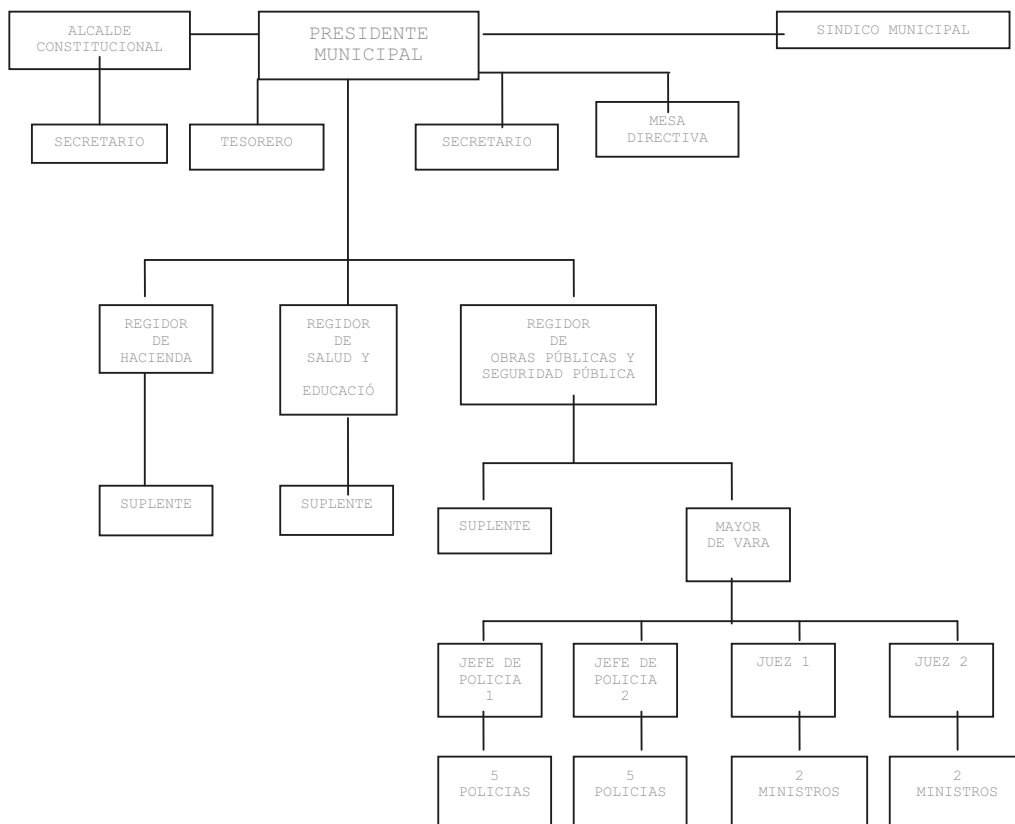 ALCALDE
CONSTITUCIONAL
PRESIDENTE
MUNICIPAL
SINDICO MUNICIPAL
SECRETARIO
TESORERO
SECRETARIO
MESA
DIRECTIVA
REGIDOR
DE
HACIENDA
REGIDOR
DE
SALUD Y
EDUCACIÓ
REGIDOR
DE
OBRAS PÚBLICAS Y
SEGURIDAD PÚBLICA
SUPLENTE
SUPLENTE
SUPLENTE
MAYOR
DE VARA
JEFE DE
POLICIA
1
JEFE DE
POLICIA
2
JUEZ 1
JUEZ 2
5
POLICIAS
5
POLICIAS
2
MINISTROS
2
MINISTROS